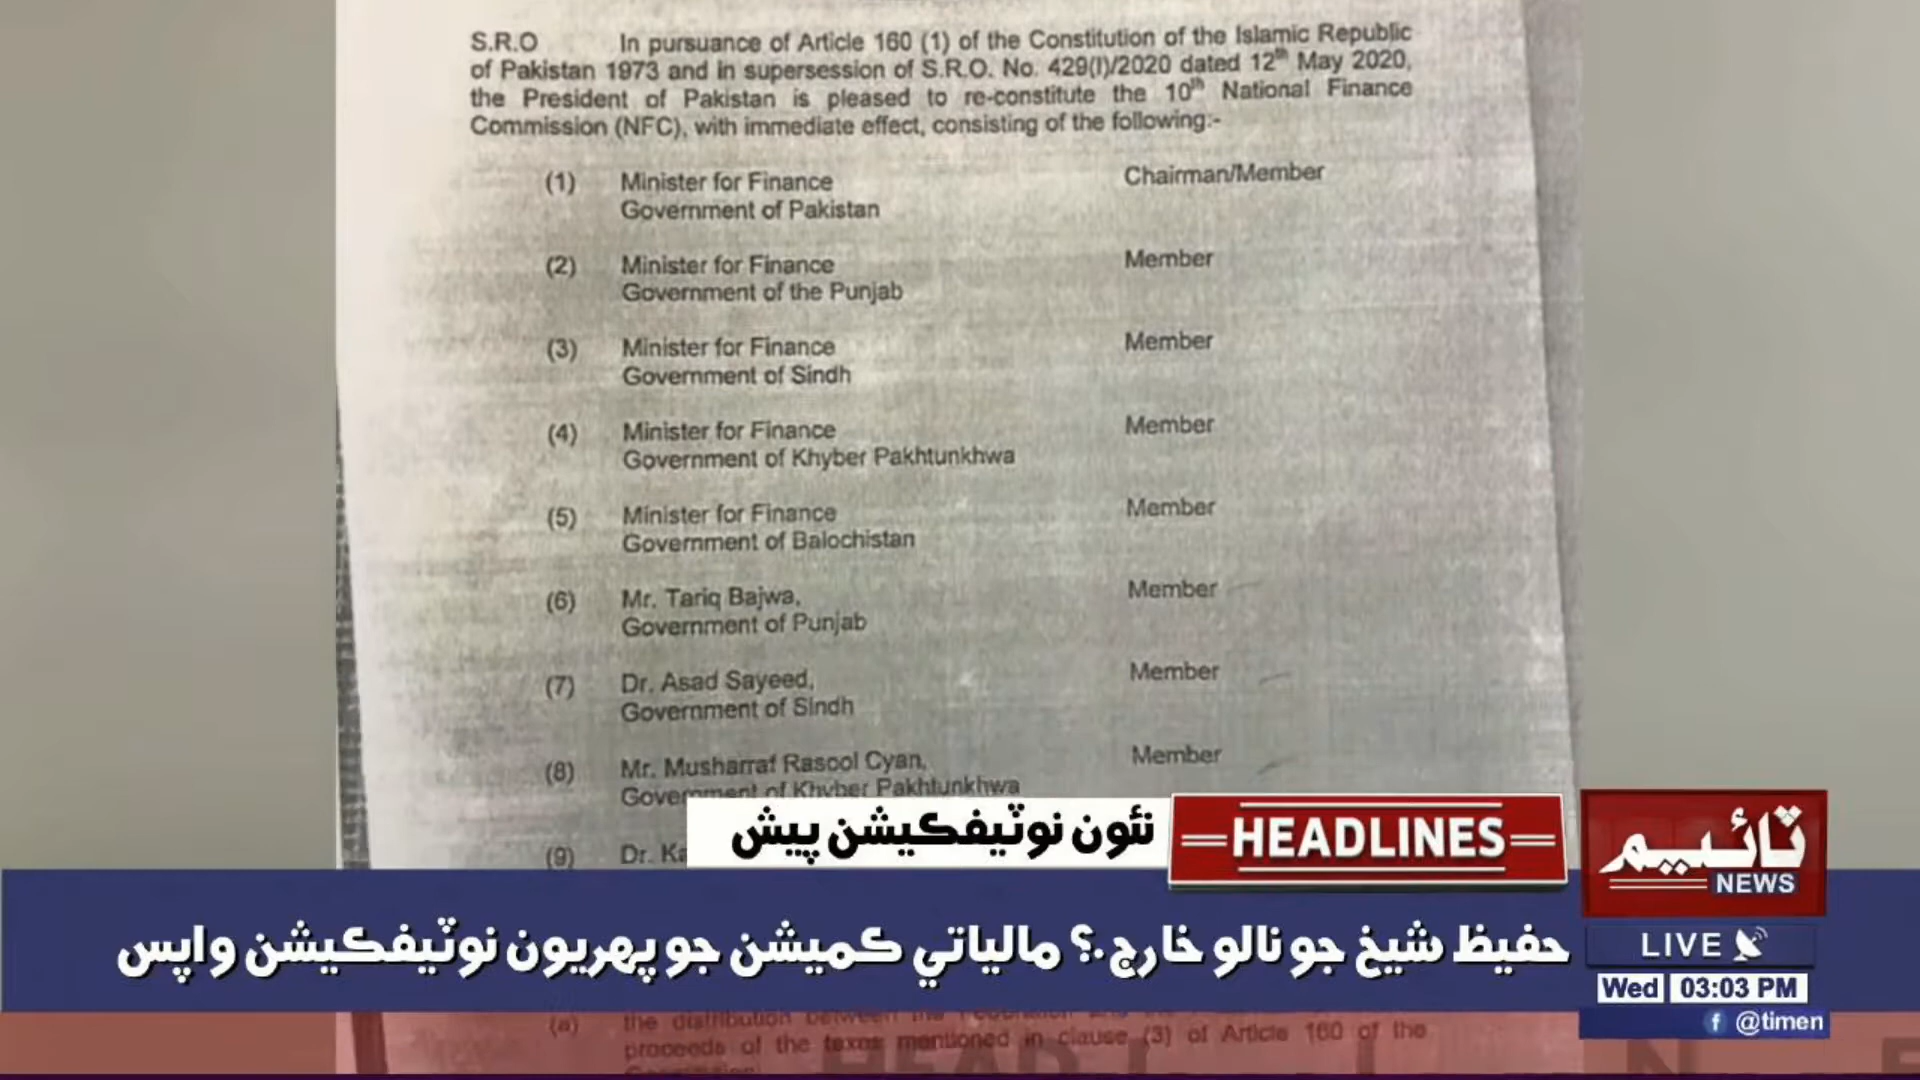 S.R.O In pursuance of Article 160 (1) of the Constitution of the Islamic Republic
of Pakistan 1973 and in supersession of S.R.O. No. 429(I)/2020 dated 12th May 2020,
the President of Pakistan is pleased to re-constitute the 10th National Finance
Commission (NFC), with immediate effect, consisting of the following:-
(1) Minister for Finance Chairman/Member
Government of Pakistan
(2) Minister for Finance Member
Government of the Punjab
(3) Minister for Finance Member
Government of Sindh
(4) Minister for Finance Member
Government of Khyber Pakhtunkhwa
(5) Minister for Finance Member
Government of Balochistan
(6) Mr. Tariq Bajwa, Member
Government of Punjab
(7) Dr. Asad Sayeed, Member
Government of Sindh
(8) Mr. Musharraf Rasool Cyan, Member
Government of Khyber Pakhtunkhwa
(9) Dr.
نئون نوٽيفڪيشن پيش
HEADLINES
ٽائيم
NEWS
حفيظ شيخ جو نالو خارج.؟ مالياتي ڪميشن جو پهريون نوٽيفڪيشن واپس
LIVE
Wed 03:03 PM
f @timen
(a) the distribution between the
proceeds of the taxes mentioned in clause (3) of Article 160 of the